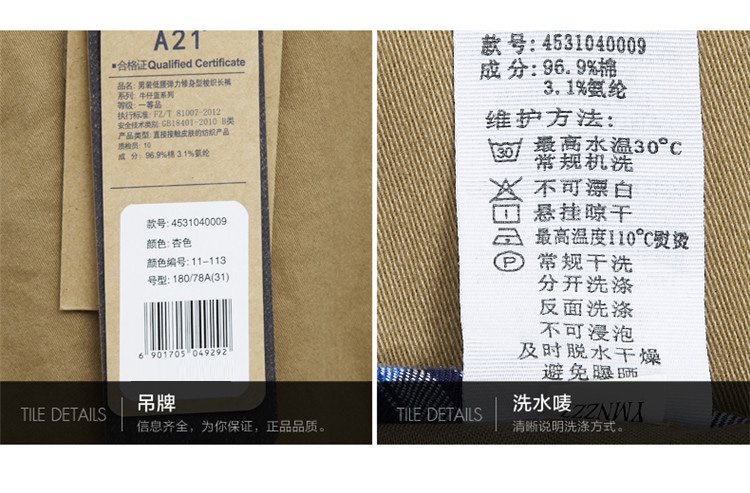 A21
■合格证Qualified Certificate
品名: 男装低腰弹力修身型梭织长裤
系列: 牛仔蓝系列
等级: 一等品
执行标准: FZ/T 81007-2012
安全技术类别: GB18401-2010 B类
产品类型: 直接接触皮肤的纺织产品
质检员: 10
成 分: 96.9%棉 3.1%氨纶
款号: 4531040009
颜色: 杏色
颜色编号: 11-113
号型: 180/78A(31)
6 901705 049292
TILE DETAILS
吊牌
信息齐全，为你保证，正品品质。
款号: 4531040009
成分: 96.9%棉
3.1%氨纶
维护方法:
30 最高水温30°C
常规机洗
不可漂白
悬挂晾干
最高温度110°C熨烫
P 常规干洗
分开洗涤
反面洗涤
不可浸泡
及时脱水干燥
避免曝晒
TILE DETAILS
洗水唛
清晰说明洗涤方式。